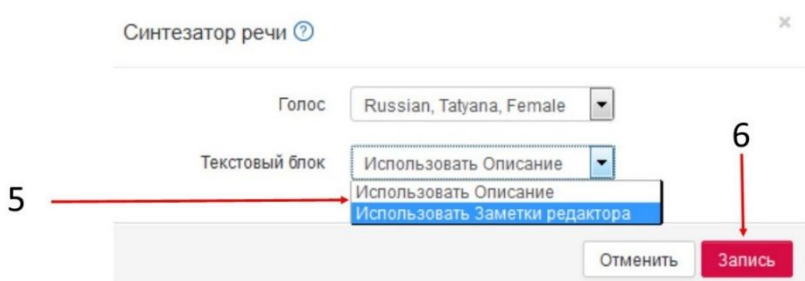 Синтезатор речи ?
×
Голос Russian, Tatyana, Female
Текстовый блок Использовать Описание
Использовать Описание
Использовать Заметки редактора
5
6
Отменить Запись